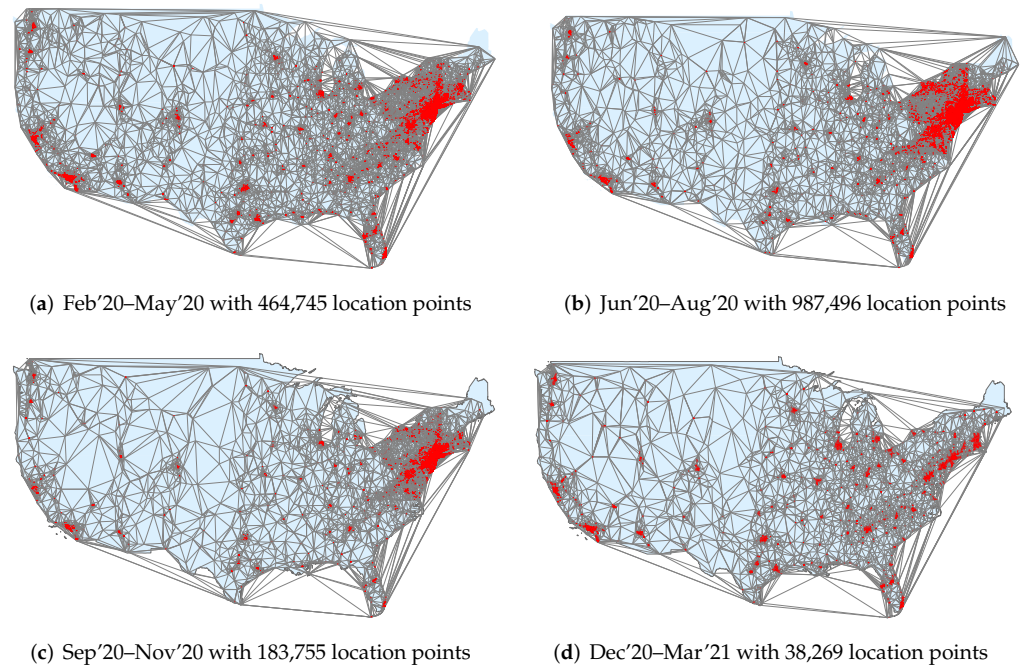 (a) Feb'20–May'20 with 464,745 location points
(b) Jun'20–Aug'20 with 987,496 location points
(c) Sep'20–Nov'20 with 183,755 location points
(d) Dec'20–Mar'21 with 38,269 location points